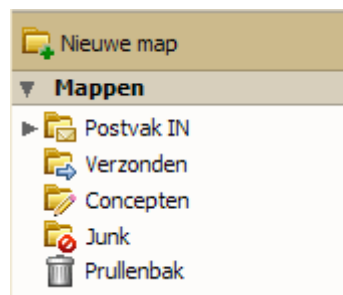 Nieuwe map
Mappen
Postvak IN
Verzonden
Concepten
Junk
Prullenbak